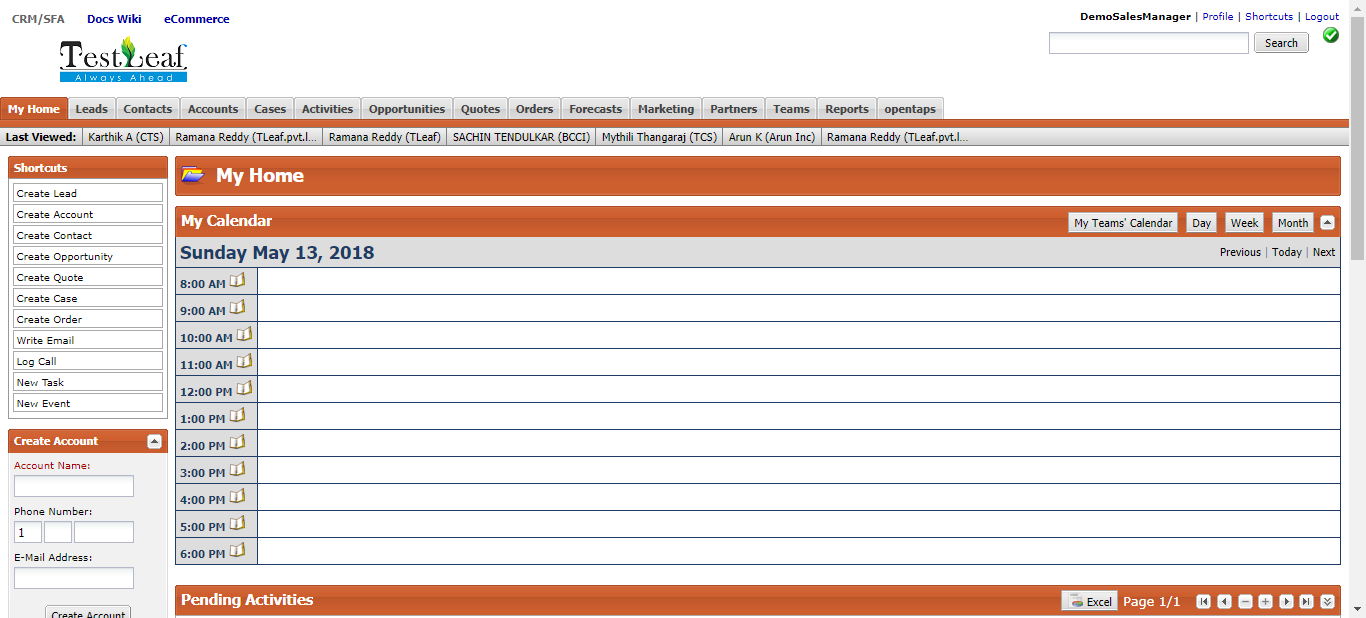 CRM/SFA Docs Wiki eCommerce
DemoSalesManager | Profile | Shortcuts | Logout
Search
TestLeaf
Always Ahead
My Home Leads Contacts Accounts Cases Activities Opportunities Quotes Orders Forecasts Marketing Partners Teams Reports opentaps
Last Viewed: Karthik A (CTS) Ramana Reddy (TLeaf.pvt.l... Ramana Reddy (TLeaf) SACHIN TENDULKAR (BCCI) Mythili Thangaraj (TCS) Arun K (Arun Inc) Ramana Reddy (TLeaf.pvt.l...
Shortcuts
Create Lead
Create Account
Create Contact
Create Opportunity
Create Quote
Create Case
Create Order
Write Email
Log Call
New Task
New Event
Create Account
Account Name:
Phone Number:
1
E-Mail Address:
Create Account
My Home
My Calendar My Teams' Calendar Day Week Month
Sunday May 13, 2018 Previous | Today | Next
8:00 AM
9:00 AM
10:00 AM
11:00 AM
12:00 PM
1:00 PM
2:00 PM
3:00 PM
4:00 PM
5:00 PM
6:00 PM
Pending Activities Excel Page 1/1